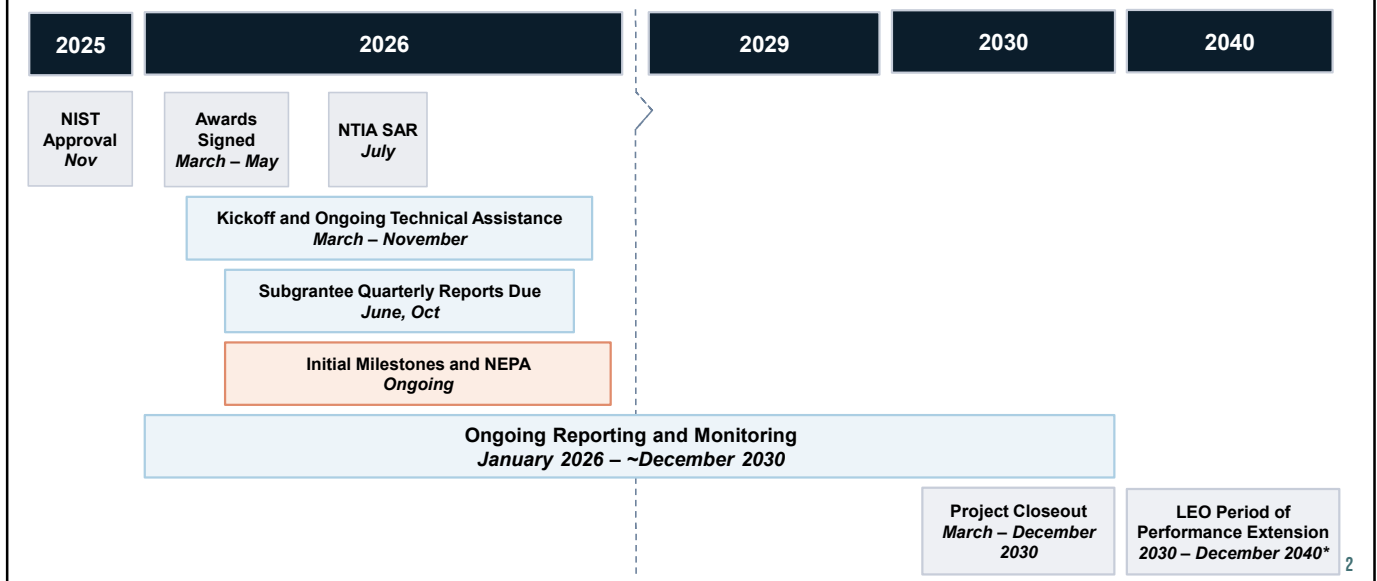 2025
2026
2029
2030
2040
NIST
Approval
Nov
Awards
Signed
March – May
NTIA SAR
July
Kickoff and Ongoing Technical Assistance
March – November
Subgrantee Quarterly Reports Due
June, Oct
Initial Milestones and NEPA
Ongoing
Ongoing Reporting and Monitoring
January 2026 – ~December 2030
Project Closeout
March – December
2030
LEO Period of
Performance Extension
2030 – December 2040*
2